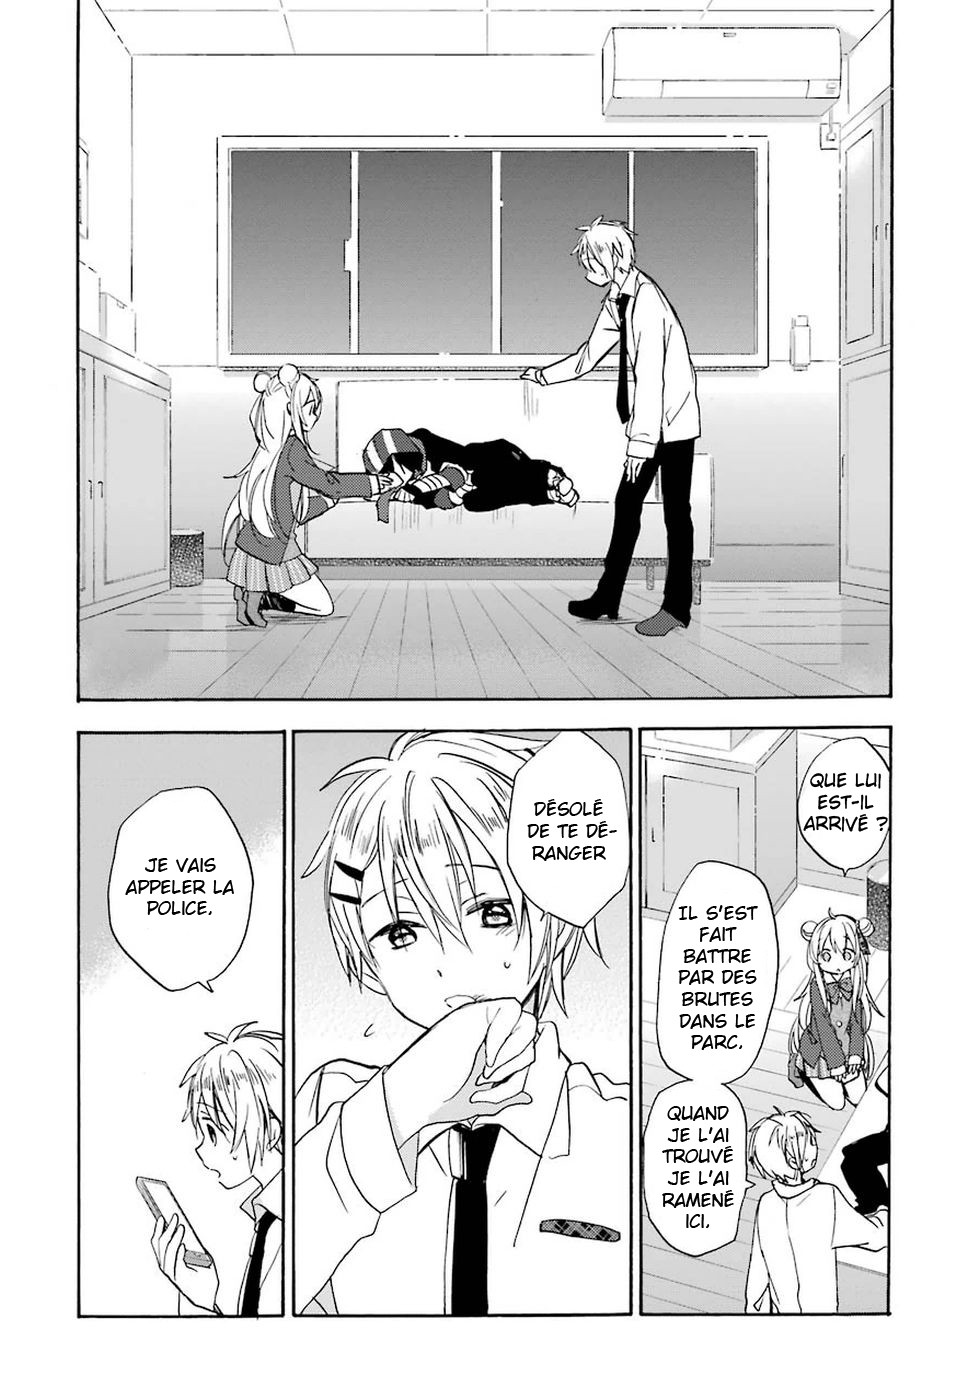 QUE LUI
EST-IL
ARRIVÉ ?
IL S'EST
FAIT
BATTRE
PAR DES
BRUTES
DANS LE
PARC.
QUAND
JE L'AI
TROUVÉ
JE L'AI
RAMENÉ
ICI.
DÉSOLÉ
DE TE DÉ-
RANGER
JE VAIS
APPELER LA
POLICE.